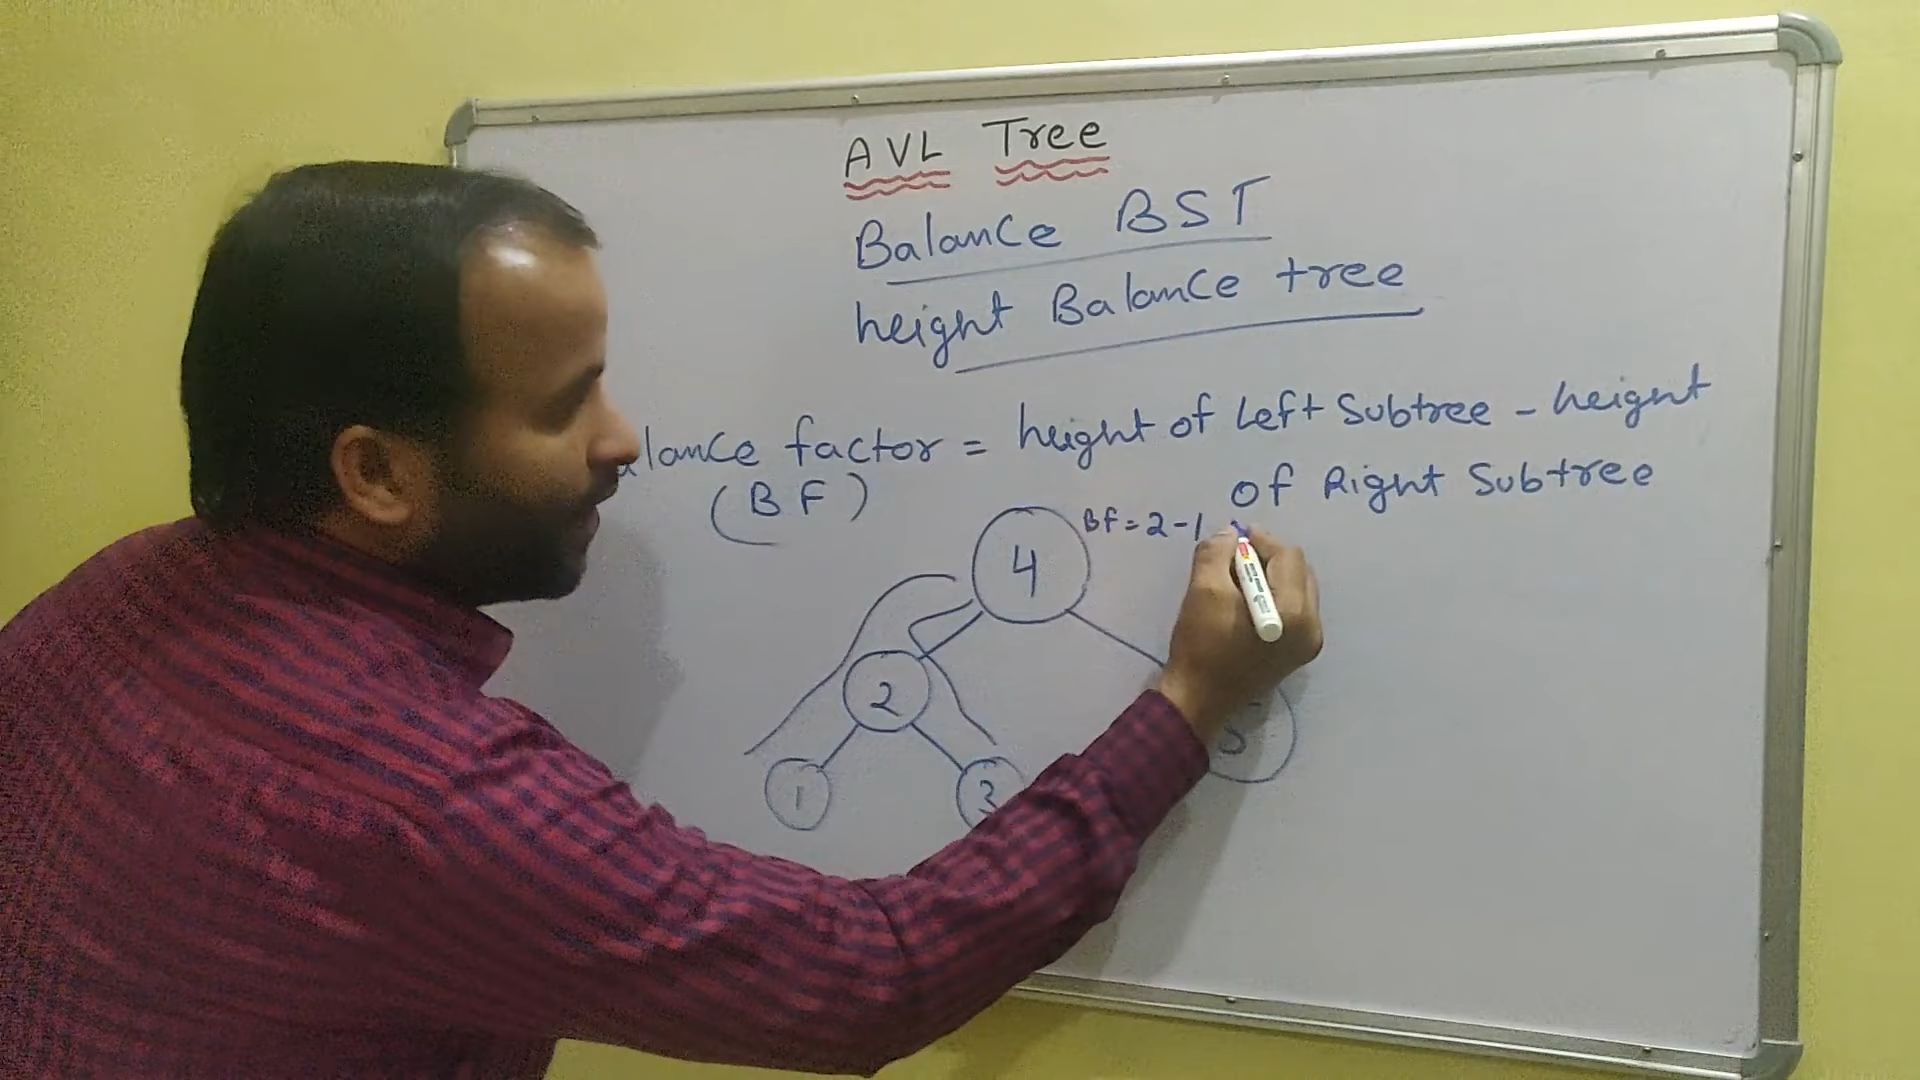 AVL Tree
Balance BST
height Balance tree
alance factor = height of Left Subtree - height
(BF) of Right Subtree
BF = 2 - 1
4
2
1 3